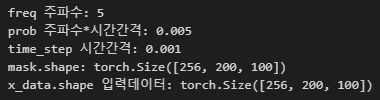 freq 주파수: 5
prob 주파수*시간간격: 0.005
time_step 시간간격: 0.001
mask.shape: torch.Size([256, 200, 100])
x_data.shape 입력데이터: torch.Size([256, 200, 100])